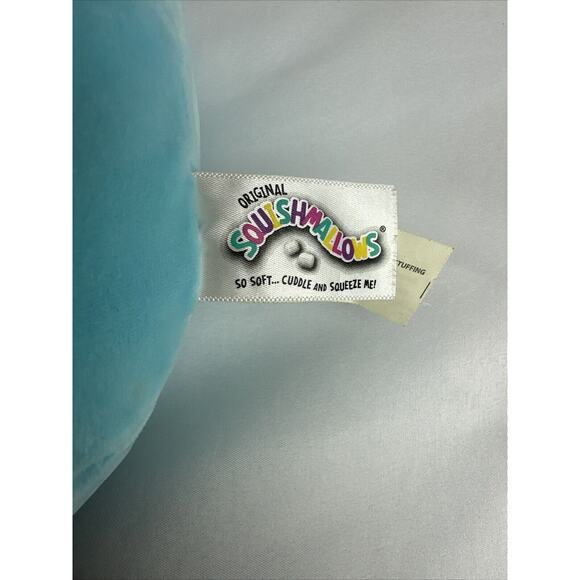 ORIGINAL
SQUISHMALLOWS®
SO SOFT... CUDDLE AND SQUEEZE ME!
TUFFING